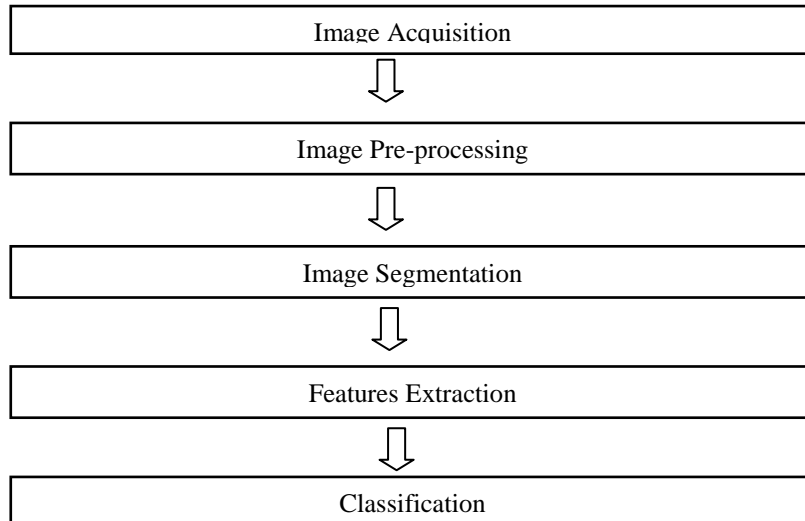 Image Acquisition
Image Pre-processing
Image Segmentation
Features Extraction
Classification